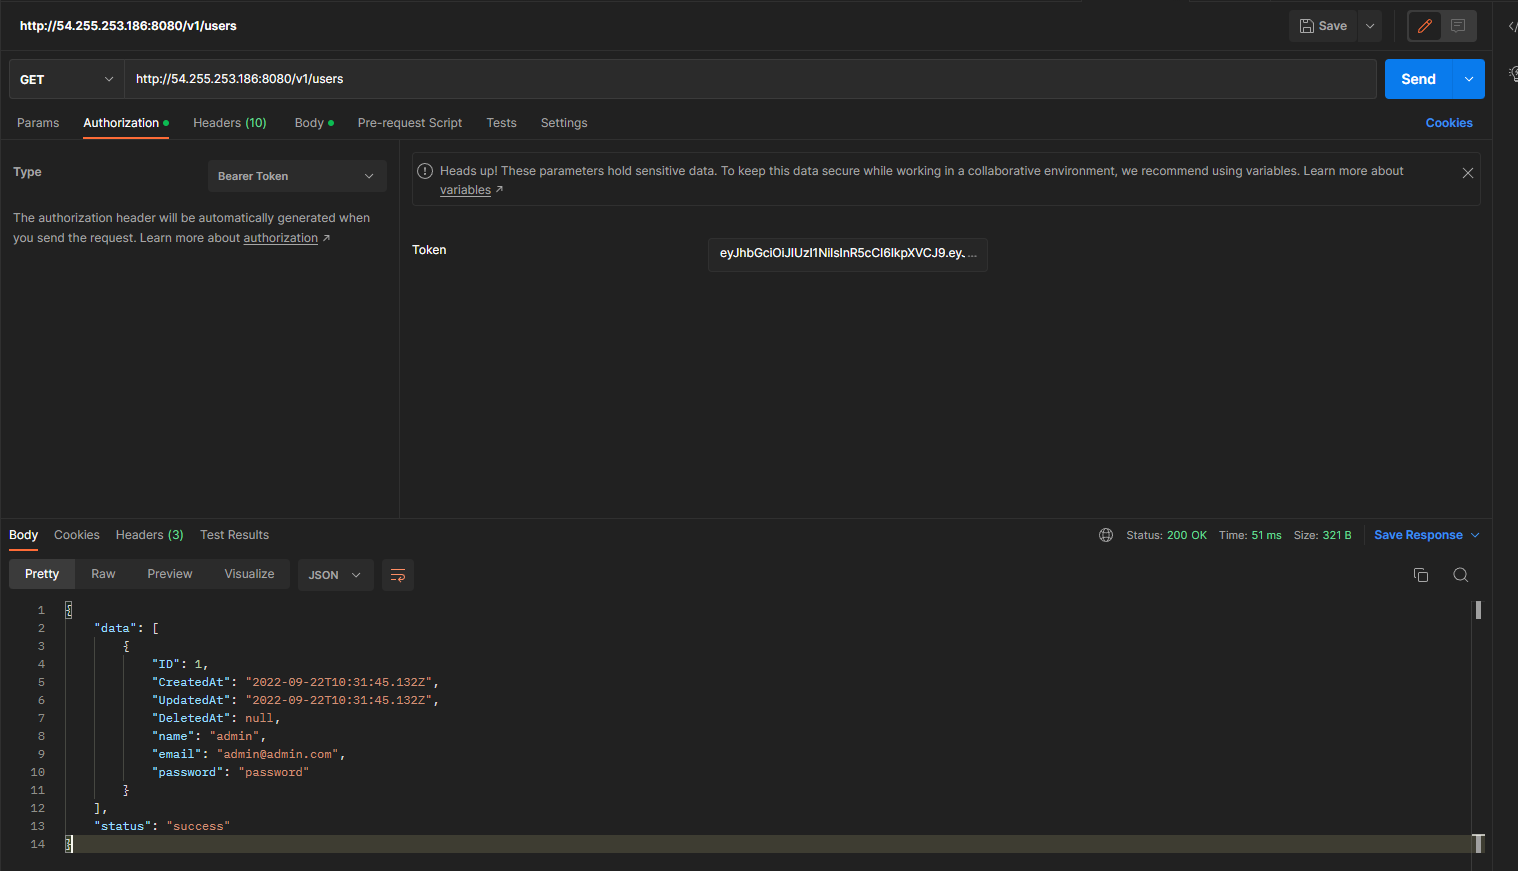 http://54.255.253.186:8080/v1/users
Save
GET
http://54.255.253.186:8080/v1/users
Send
Params Authorization Headers (10) Body Pre-request Script Tests Settings Cookies
Type
Bearer Token
The authorization header will be automatically generated when
you send the request. Learn more about authorization ↗
Heads up! These parameters hold sensitive data. To keep this data secure while working in a collaborative environment, we recommend using variables. Learn more about
variables ↗
Token
eyJhbGciOiJIUzI1NiIsInR5cCI6IkpXVCJ9.ey. ...
Body Cookies Headers (3) Test Results
Status: 200 OK Time: 51 ms Size: 321 B Save Response
Pretty Raw Preview Visualize JSON
1 {
2 "data": [
3 {
4 "ID": 1,
5 "CreatedAt": "2022-09-22T10:31:45.132Z",
6 "UpdatedAt": "2022-09-22T10:31:45.132Z",
7 "DeletedAt": null,
8 "name": "admin",
9 "email": "admin@admin.com",
10 "password": "password"
11 }
12 ],
13 "status": "success"
14 }